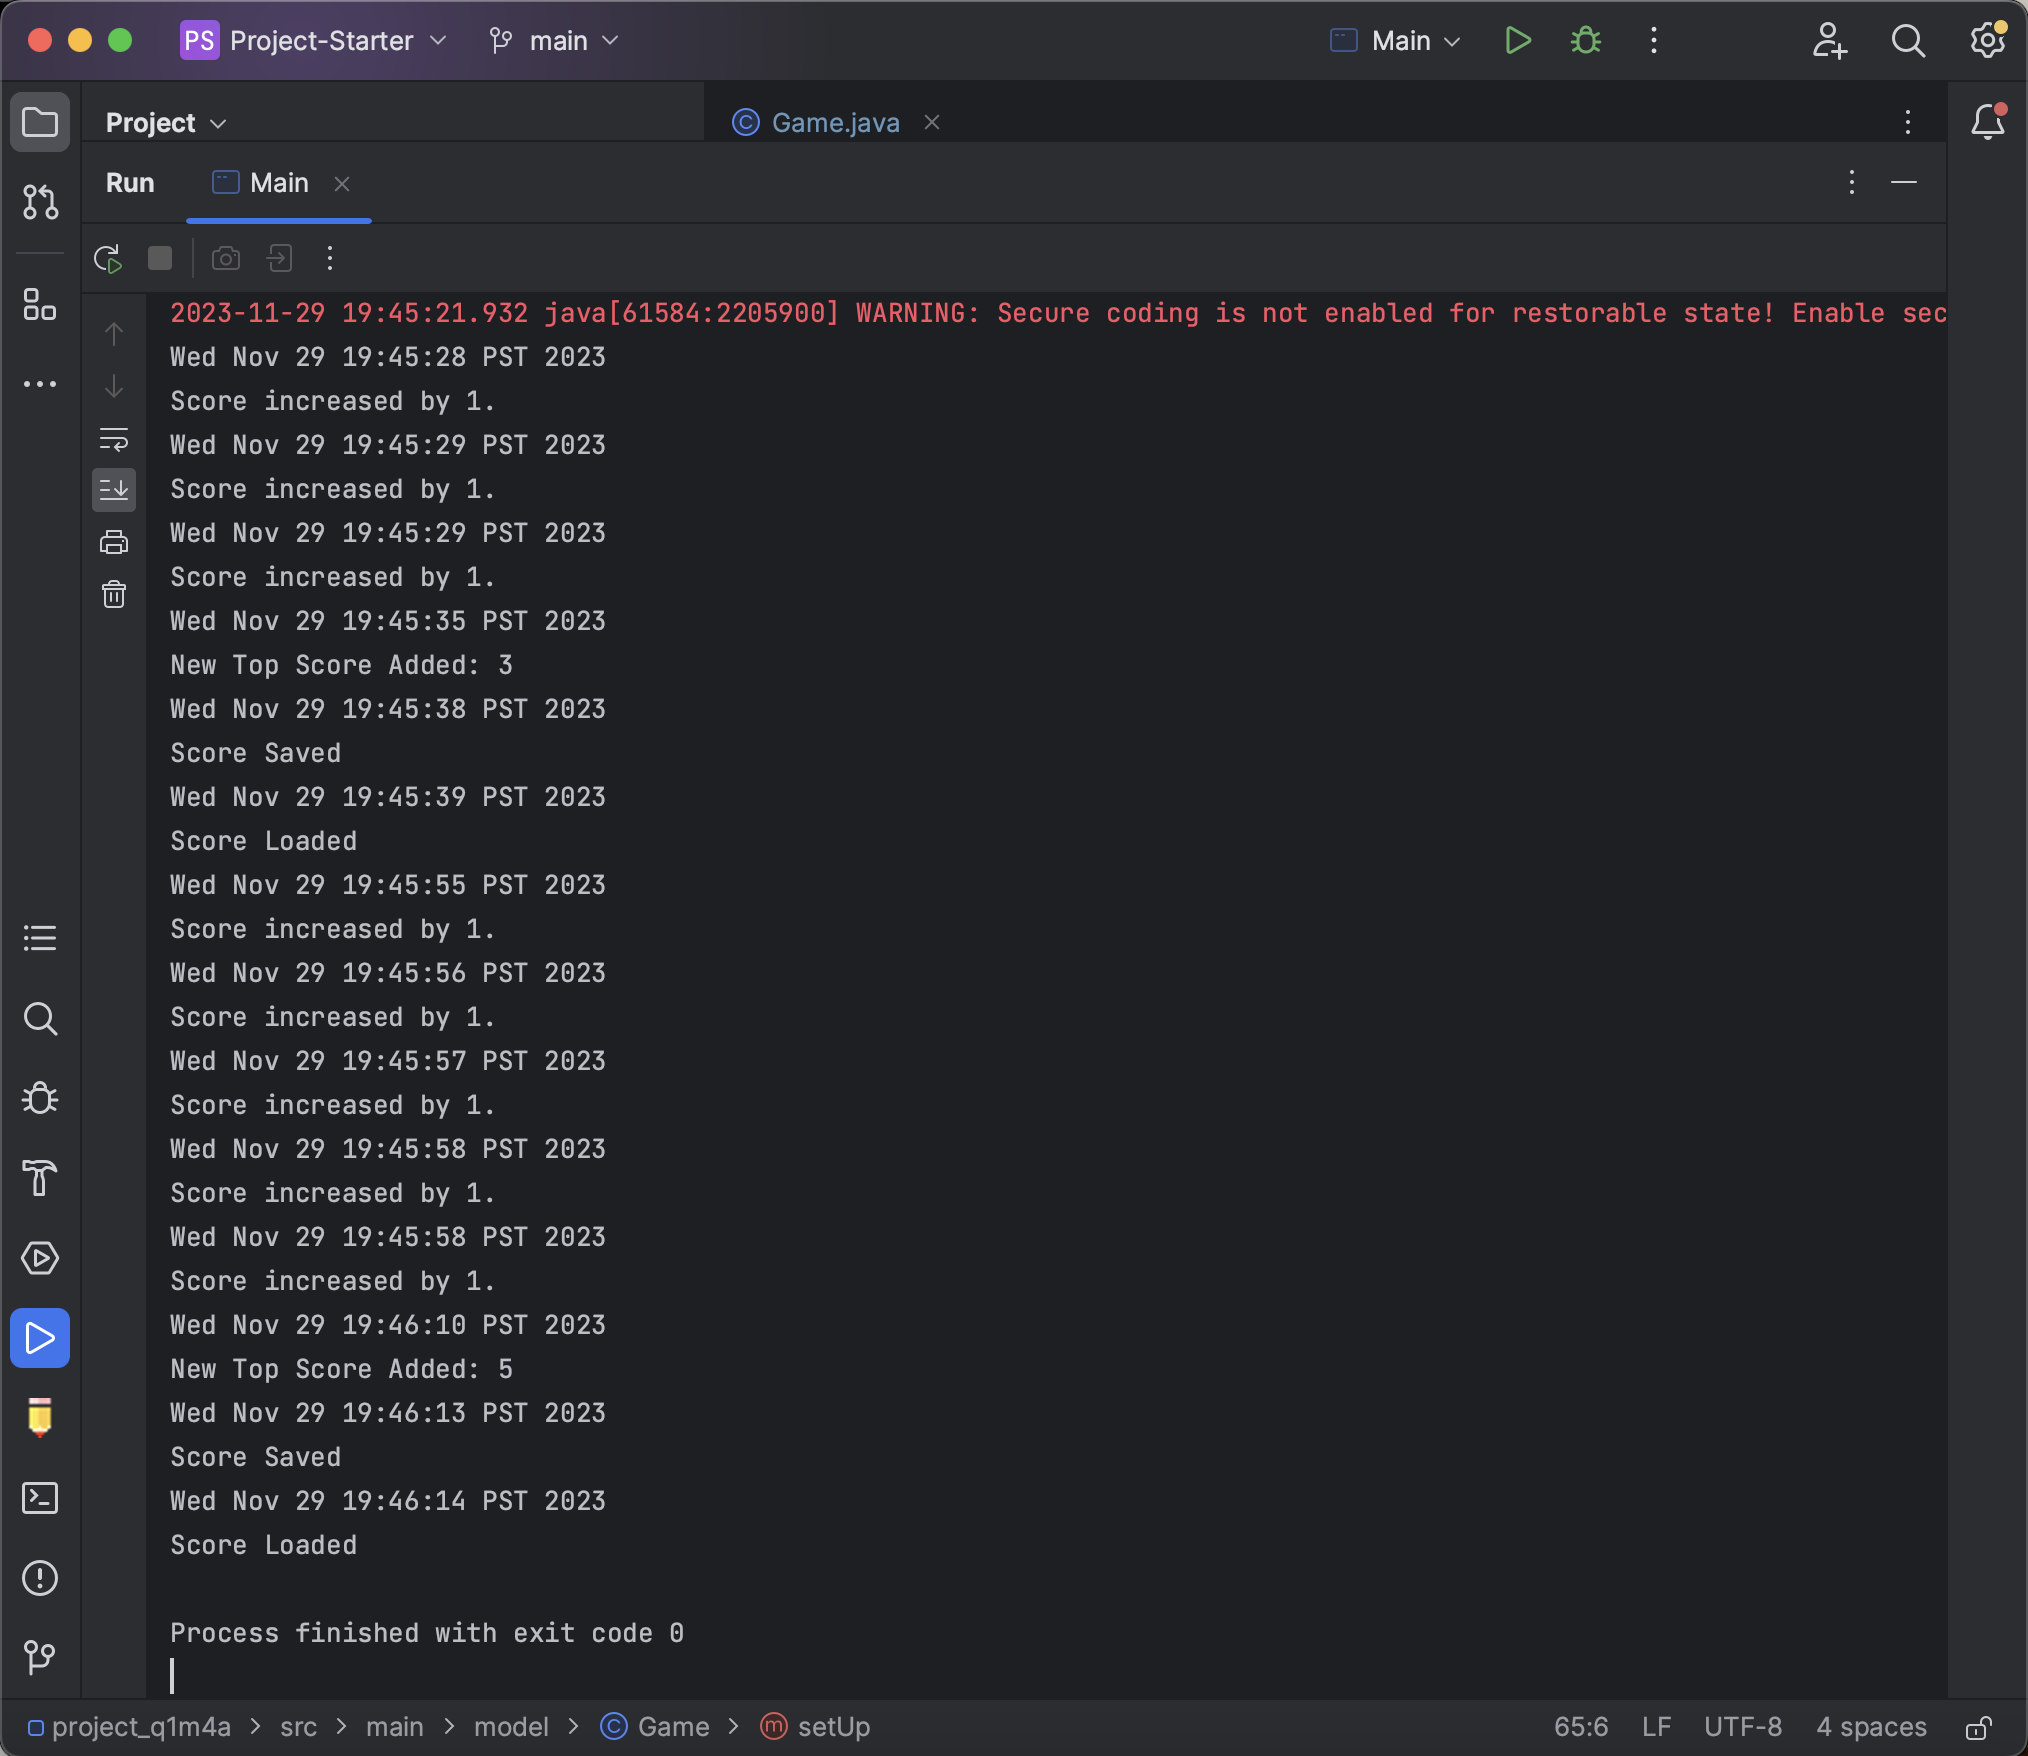 PS Project-Starter main Main
Project Game.java
Run Main
2023-11-29 19:45:21.932 java[61584:2205900] WARNING: Secure coding is not enabled for restorable state! Enable sec
Wed Nov 29 19:45:28 PST 2023
Score increased by 1.
Wed Nov 29 19:45:29 PST 2023
Score increased by 1.
Wed Nov 29 19:45:29 PST 2023
Score increased by 1.
Wed Nov 29 19:45:35 PST 2023
New Top Score Added: 3
Wed Nov 29 19:45:38 PST 2023
Score Saved
Wed Nov 29 19:45:39 PST 2023
Score Loaded
Wed Nov 29 19:45:55 PST 2023
Score increased by 1.
Wed Nov 29 19:45:56 PST 2023
Score increased by 1.
Wed Nov 29 19:45:57 PST 2023
Score increased by 1.
Wed Nov 29 19:45:58 PST 2023
Score increased by 1.
Wed Nov 29 19:45:58 PST 2023
Score increased by 1.
Wed Nov 29 19:46:10 PST 2023
New Top Score Added: 5
Wed Nov 29 19:46:13 PST 2023
Score Saved
Wed Nov 29 19:46:14 PST 2023
Score Loaded
Process finished with exit code 0
project_q1m4a > src > main > model > Game > setUp 65:6 LF UTF-8 4 spaces